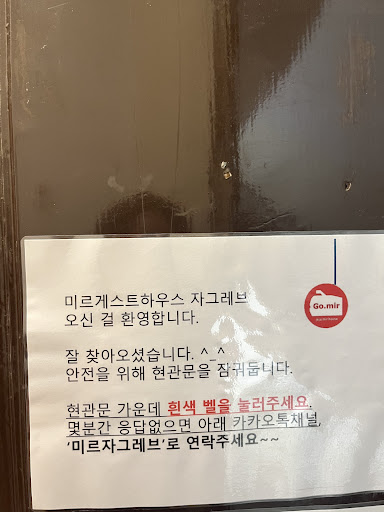 미르게스트하우스 자그레브
오신 걸 환영합니다.
Go.mir
잘 찾아오셨습니다. ^_^
안전을 위해 현관문을 잠궈둡니다.
현관문 가운데 흰색 벨을 눌러주세요.
몇분간 응답없으면 아래 카카오톡채널,
'미르자그레브'로 연락주세요~~